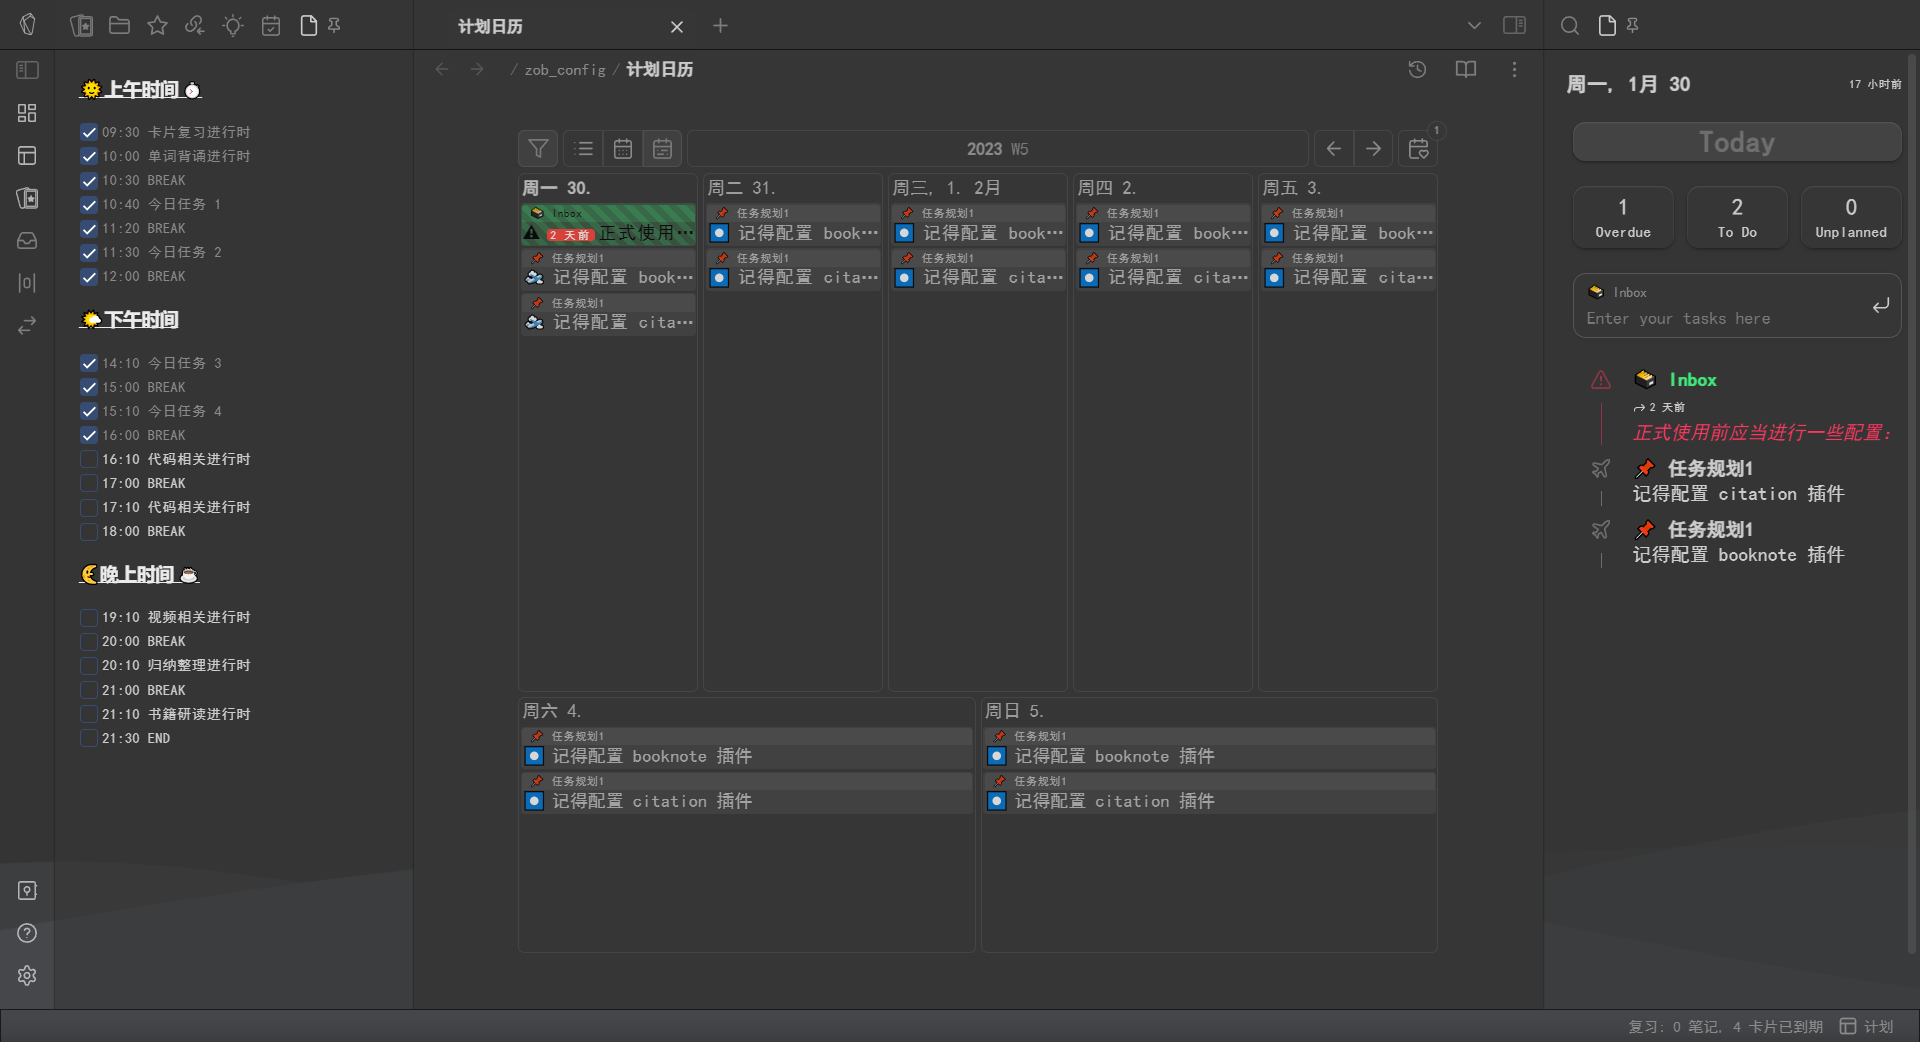 计划日历
/ zob_config / 计划日历
上午时间
09:30 卡片复习进行时
10:00 单词背诵进行时
10:30 BREAK
10:40 今日任务 1
11:20 BREAK
11:30 今日任务 2
12:00 BREAK
下午时间
14:10 今日任务 3
15:00 BREAK
15:10 今日任务 4
16:00 BREAK
16:10 代码相关进行时
17:00 BREAK
17:10 代码相关进行时
18:00 BREAK
晚上时间
19:10 视频相关进行时
20:00 BREAK
20:10 归纳整理进行时
21:00 BREAK
21:10 书籍研读进行时
21:30 END
2023 W5
1
周一 30.
Inbox
2 天前 正式使用…
任务规划1
记得配置 book…
任务规划1
记得配置 cita…
周二 31.
任务规划1
记得配置 book…
任务规划1
记得配置 cita…
周三, 1. 2月
任务规划1
记得配置 book…
任务规划1
记得配置 cita…
周四 2.
任务规划1
记得配置 book…
任务规划1
记得配置 cita…
周五 3.
任务规划1
记得配置 book…
任务规划1
记得配置 cita…
周六 4.
任务规划1
记得配置 booknote 插件
任务规划1
记得配置 citation 插件
周日 5.
任务规划1
记得配置 booknote 插件
任务规划1
记得配置 citation 插件
周一, 1月 30
17 小时前
Today
1
Overdue
2
To Do
0
Unplanned
Inbox
Enter your tasks here
Inbox
2 天前
正式使用前应当进行一些配置:
任务规划1
记得配置 citation 插件
任务规划1
记得配置 booknote 插件
复习: 0 笔记, 4 卡片已到期
计划